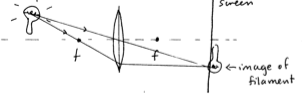 screen
f
f
← image of
filament